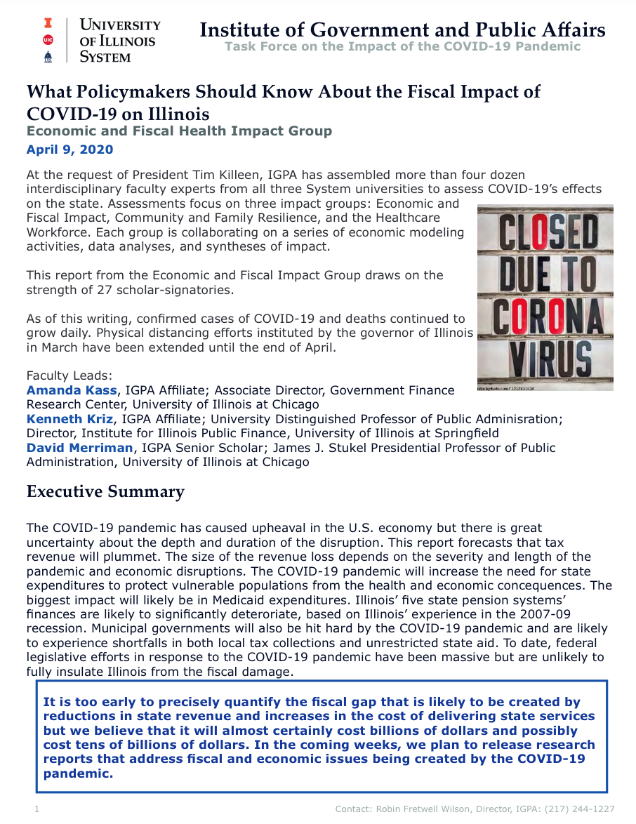 UNIVERSITY
OF ILLINOIS
SYSTEM
UIC
Institute of Government and Public Affairs
Task Force on the Impact of the COVID-19 Pandemic
What Policymakers Should Know About the Fiscal Impact of
COVID-19 on Illinois
Economic and Fiscal Health Impact Group
April 9, 2020
At the request of President Tim Killeen, IGPA has assembled more than four dozen
interdisciplinary faculty experts from all three System universities to assess COVID-19’s effects
on the state. Assessments focus on three impact groups: Economic and
Fiscal Impact, Community and Family Resilience, and the Healthcare
Workforce. Each group is collaborating on a series of economic modeling
activities, data analyses, and syntheses of impact.
This report from the Economic and Fiscal Impact Group draws on the
strength of 27 scholar-signatories.
As of this writing, confirmed cases of COVID-19 and deaths continued to
grow daily. Physical distancing efforts instituted by the governor of Illinois
in March have been extended until the end of April.
CLOSED
DUE TO
CORONA
VIRUS
Faculty Leads:
Amanda Kass, IGPA Affiliate; Associate Director, Government Finance
Research Center, University of Illinois at Chicago
Kenneth Kriz, IGPA Affiliate; University Distinguished Professor of Public Adminisration;
Director, Institute for Illinois Public Finance, University of Illinois at Springfield
David Merriman, IGPA Senior Scholar; James J. Stukel Presidential Professor of Public
Administration, University of Illinois at Chicago
Executive Summary
The COVID-19 pandemic has caused upheaval in the U.S. economy but there is great
uncertainty about the depth and duration of the disruption. This report forecasts that tax
revenue will plummet. The size of the revenue loss depends on the severity and length of the
pandemic and economic disruptions. The COVID-19 pandemic will increase the need for state
expenditures to protect vulnerable populations from the health and economic concequences. The
biggest impact will likely be in Medicaid expenditures. Illinois’ five state pension systems’
finances are likely to significantly deteroriate, based on Illinois’ experience in the 2007-09
recession. Municipal governments will also be hit hard by the COVID-19 pandemic and are likely
to experience shortfalls in both local tax collections and unrestricted state aid. To date, federal
legislative efforts in response to the COVID-19 pandemic have been massive but are unlikely to
fully insulate Illinois from the fiscal damage.
It is too early to precisely quantify the fiscal gap that is likely to be created by
reductions in state revenue and increases in the cost of delivering state services
but we believe that it will almost certainly cost billions of dollars and possibly
cost tens of billions of dollars. In the coming weeks, we plan to release research
reports that address fiscal and economic issues being created by the COVID-19
pandemic.
1
Contact: Robin Fretwell Wilson, Director, IGPA: (217) 244-1227